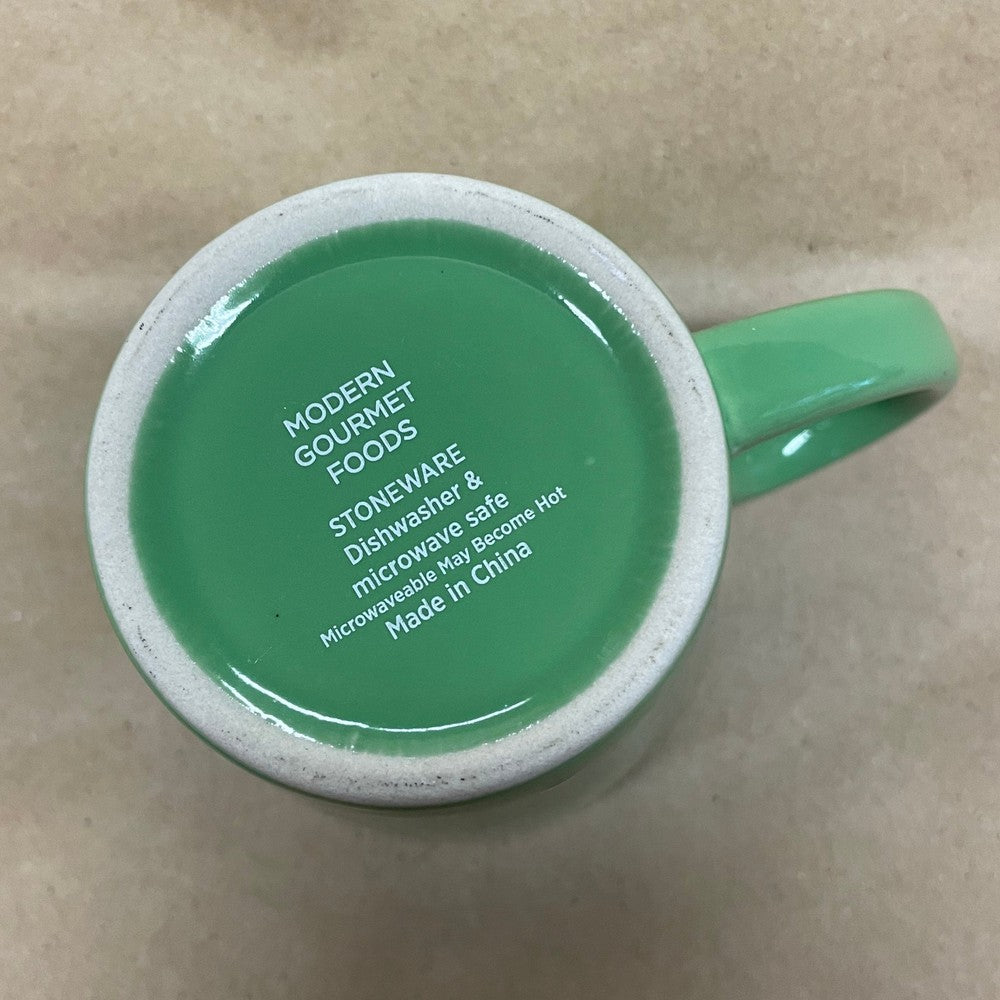 MODERN
GOURMET
FOODS
STONEWARE
Dishwasher &
microwave safe
Microwaveable May Become Hot
Made in China